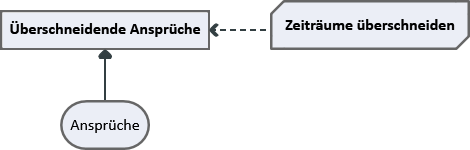 Überschneidende Ansprüche
Zeiträume überschneiden
Ansprüche